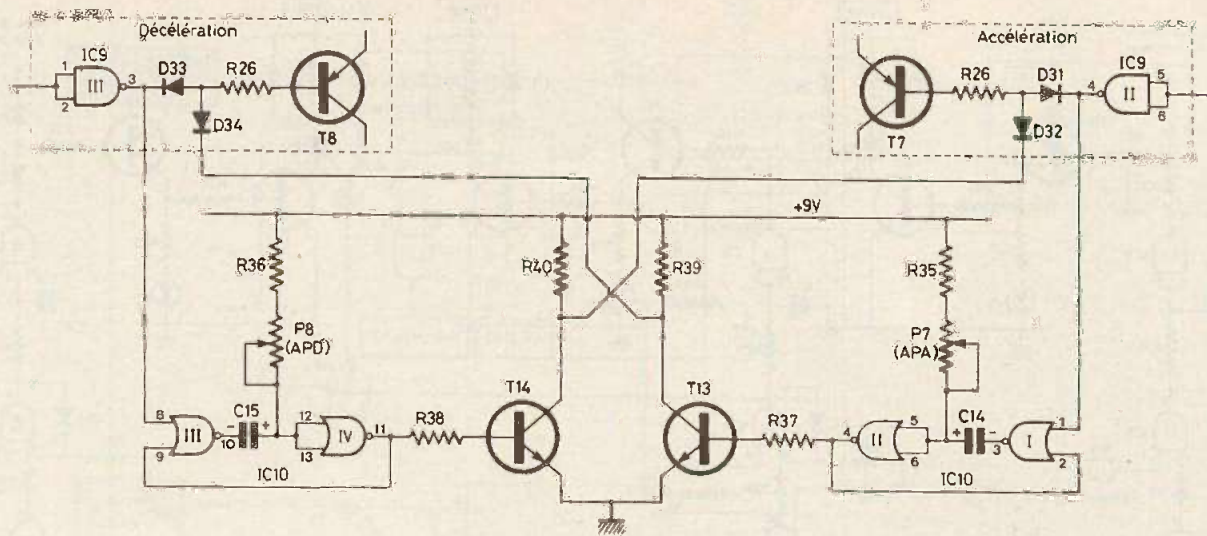 Décélération
IC9
1
2
III
3
D33
R26
D34
T8
Accélération
IC9
R26
D31
4
II
5
6
D32
T7
+9V
R36
R40
R39
R35
P8
(APD)
P7
(APA)
T14
T13
8
9
III
10
- C15 +
12
13
IV
11
R38
R37
4
II
5
6
+ C14 -
3
I
1
2
IC10
IC10